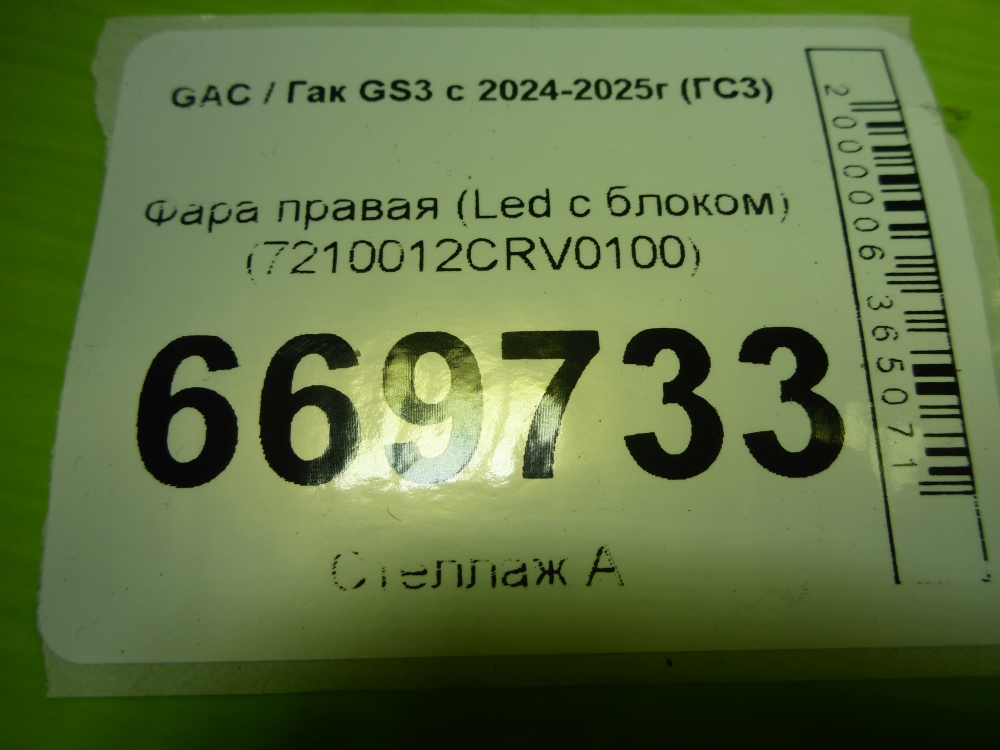 GAC / Гак GS3 с 2024-2025г (ГС3)
Фара правая (Led с блоком)
(7210012CRV0100)
669733
Стеллаж А
2000006365071